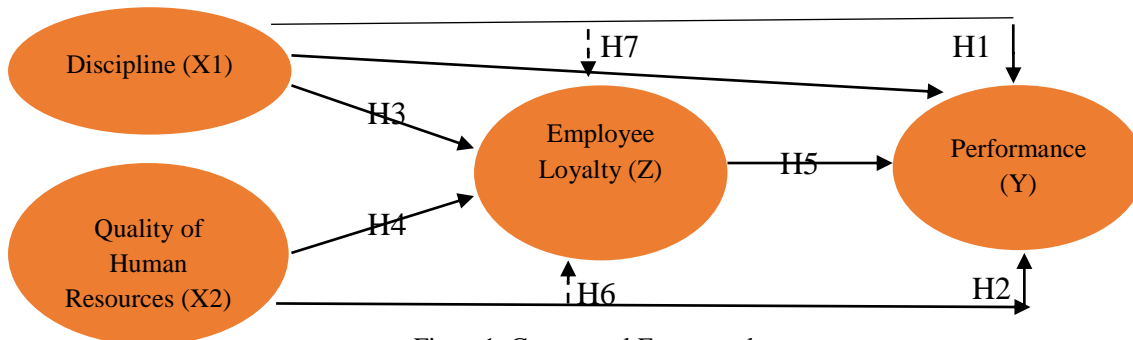 H7
H1
Discipline (X1)
H3
Employee
Loyalty (Z)
H5
Performance
(Y)
H4
Quality of
Human
Resources (X2)
H6
H2